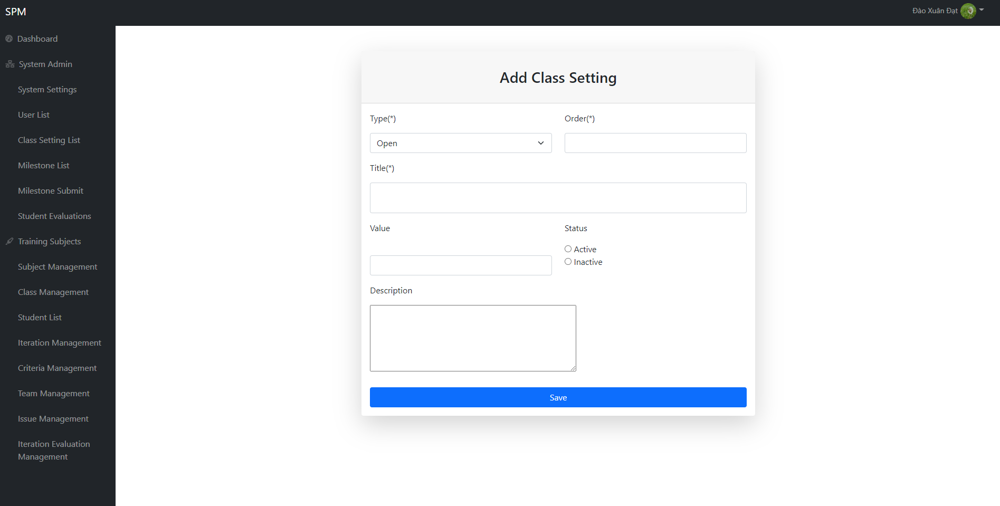 SPM
Đào Xuân Đạt
Dashboard
System Admin
System Settings
User List
Class Setting List
Milestone List
Milestone Submit
Student Evaluations
Training Subjects
Subject Management
Class Management
Student List
Iteration Management
Criteria Management
Team Management
Issue Management
Iteration Evaluation
Management
Add Class Setting
Type(*)
Order(*)
Open
Title(*)
Value
Status
Active
Inactive
Description
Save